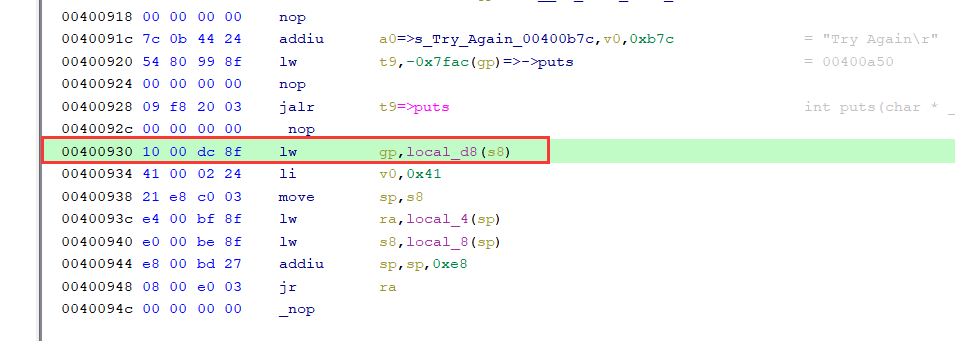 00400918 00 00 00 00 nop
0040091c 7c 0b 44 24 addiu a0=>s_Try_Again_00400b7c,v0,0xb7c = "Try Again\r"
00400920 54 80 99 8f lw t9,-0x7fac(gp)=>->puts = 00400a50
00400924 00 00 00 00 nop
00400928 09 f8 20 03 jalr t9=>puts int puts(char * _
0040092c 00 00 00 00 _nop
00400930 10 00 dc 8f lw gp,local_d8(s8)
00400934 41 00 02 24 li v0,0x41
00400938 21 e8 c0 03 move sp,s8
0040093c e4 00 bf 8f lw ra,local_4(sp)
00400940 e0 00 be 8f lw s8,local_8(sp)
00400944 e8 00 bd 27 addiu sp,sp,0xe8
00400948 08 00 e0 03 jr ra
0040094c 00 00 00 00 _nop